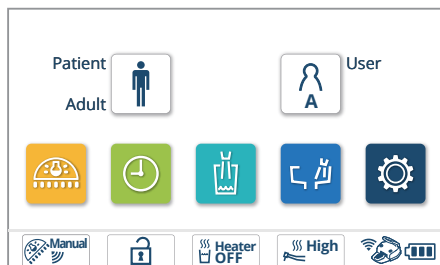 Patient
Adult
User
A
Manual
Heater
OFF
High